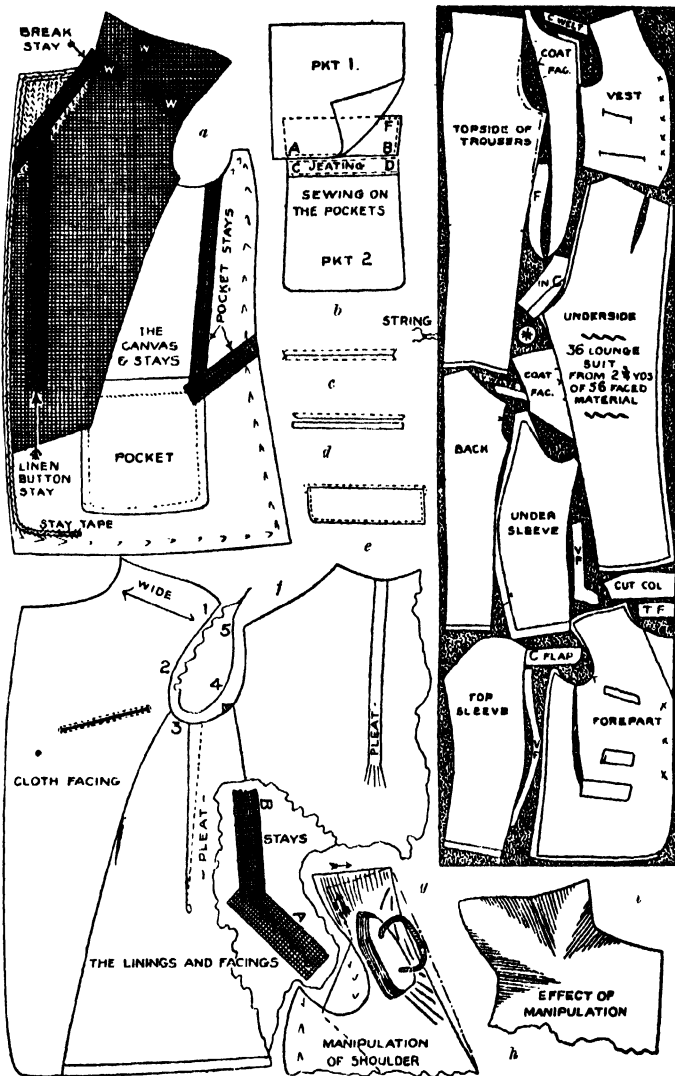 BREAK
STAY
W
W
W
a
THE
CANVAS
& STAYS
POCKET STAYS
POCKET
LINEN
BUTTON
STAY
STAY TAPE
PKT 1.
F
A
B
C JEATING D
SEWING ON
THE POCKETS
PKT 2
b
STRING
c
d
e
C WELT
COAT
FAC.
VEST
TOPSIDE OF
TROUSERS
F
IN C
UNDERSIDE
36 LOUNGE
SUIT
FROM 2¾ YDS
OF 56 FACED
MATERIAL
COAT
FAC.
BACK
UNDER
SLEEVE
VF
CUT COL
T F
C FLAP
TOP
SLEEVE
VF
FOREPART
WIDE
1
f
5
2
4
3
CLOTH FACING
PLEAT
PLEAT
B
STAYS
A
THE LININGS AND FACINGS
g
MANIPULATION
OF SHOULDER
i
EFFECT OF
MANIPULATION
h